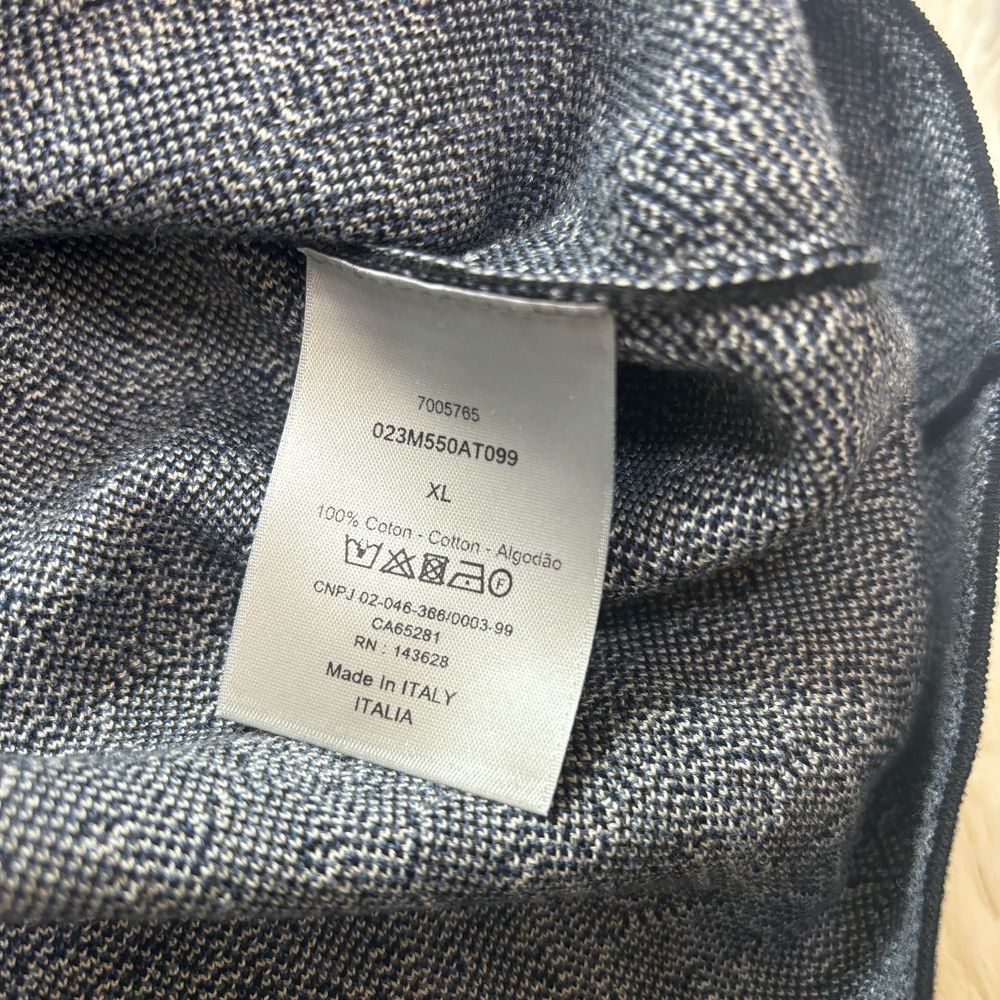 7005765
023M550AT099
XL
100% Coton - Cotton - Algodão
F
CNPJ 02-046-366/0003-99
CA65281
RN : 143628
Made In ITALY
ITALIA